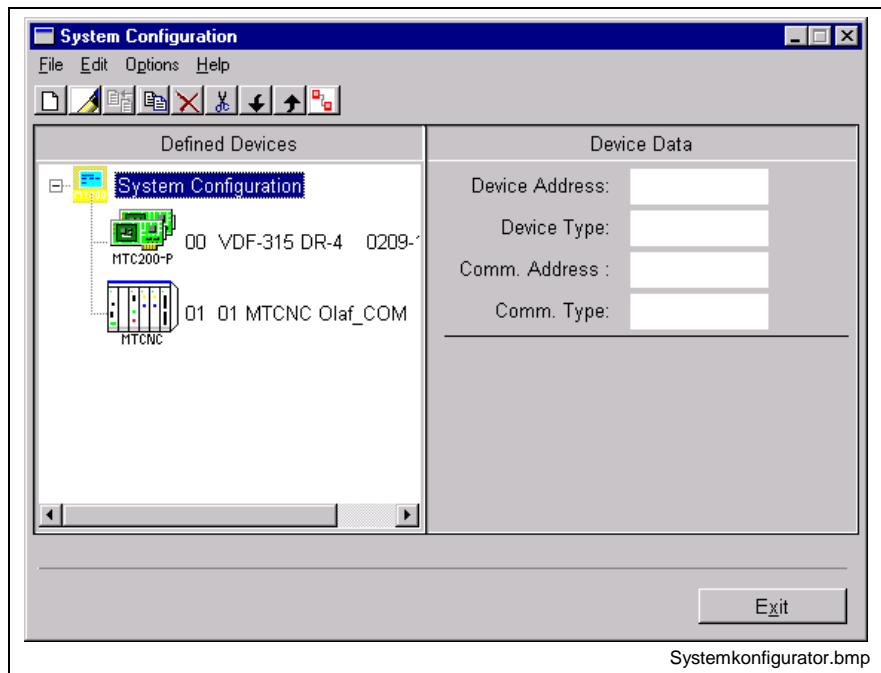 System Configuration
File Edit Options Help
Defined Devices
Device Data
System Configuration
00 VDF-315 DR-4 0209-
MTC200-P
01 01 MTCNC Olaf_COM
MTCNC
Device Address:
Device Type:
Comm. Address :
Comm. Type:
Exit
Systemkonfigurator.bmp